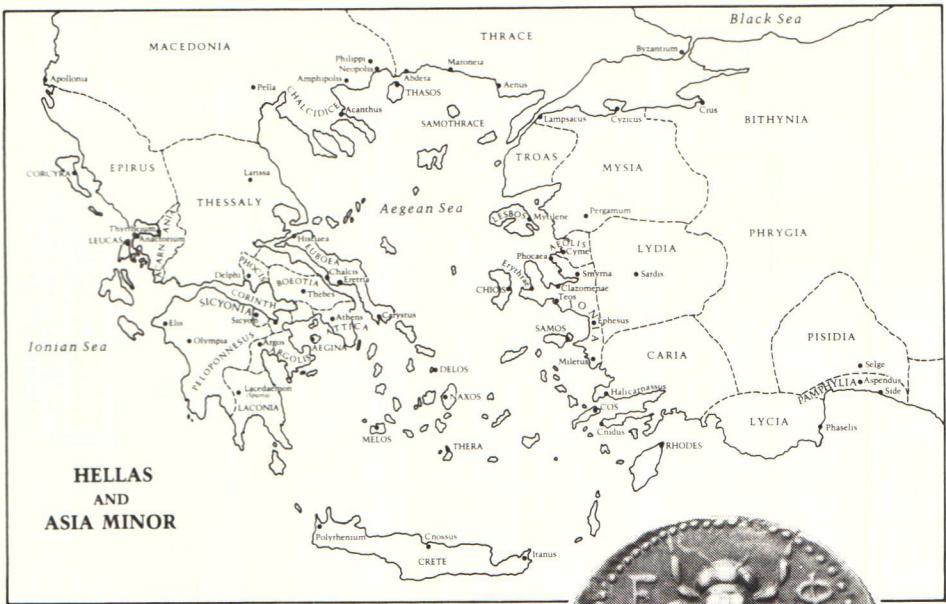 Black Sea
THRACE
MACEDONIA
Byzantium
Philippi
Neopolis
Maroneia
Abdera
Apollonia
Amphipolis
Aenus
Pella
THASOS
CHALCIDICE
Acanthus
Cius
SAMOTHRACE
Lampsacus
Cyzicus
BITHYNIA
TROAS
EPIRUS
MYSIA
CORCYRA
Larissa
THESSALY
Aegean Sea
LESBOS
Mytilene
Pergamum
Thyrrheium
LEUCAS
Anactorium
ACARNANIA
PHRYGIA
Histiaea
EUBOEA
AEOLIS
Cyme
LYDIA
Phocaea
PHOCIS
Delphi
Chalcis
Eretria
BOEOTIA
Thebes
Erythrae
Smyrna
Sardis
CHIOS
Clazomenae
Teos
CORINTH
SICYONIA
Sicyon
IONIA
Elis
Athens
ATTICA
Carystus
Ephesus
PISIDIA
Ionian Sea
Olympia
Argos
AEGINA
SAMOS
PELOPONNESUS
ARGOLIS
Miletus
CARIA
Selge
DELOS
PAMPHYLIA
Aspendus
Side
Lacedaemon
(Sparta)
LACONIA
NAXOS
Halicarnassus
COS
Cnidus
LYCIA
Phaselis
MELOS
THERA
RHODES
HELLAS
AND
ASIA MINOR
Polyrhenium
Cnossus
Itanus
CRETE
E Φ